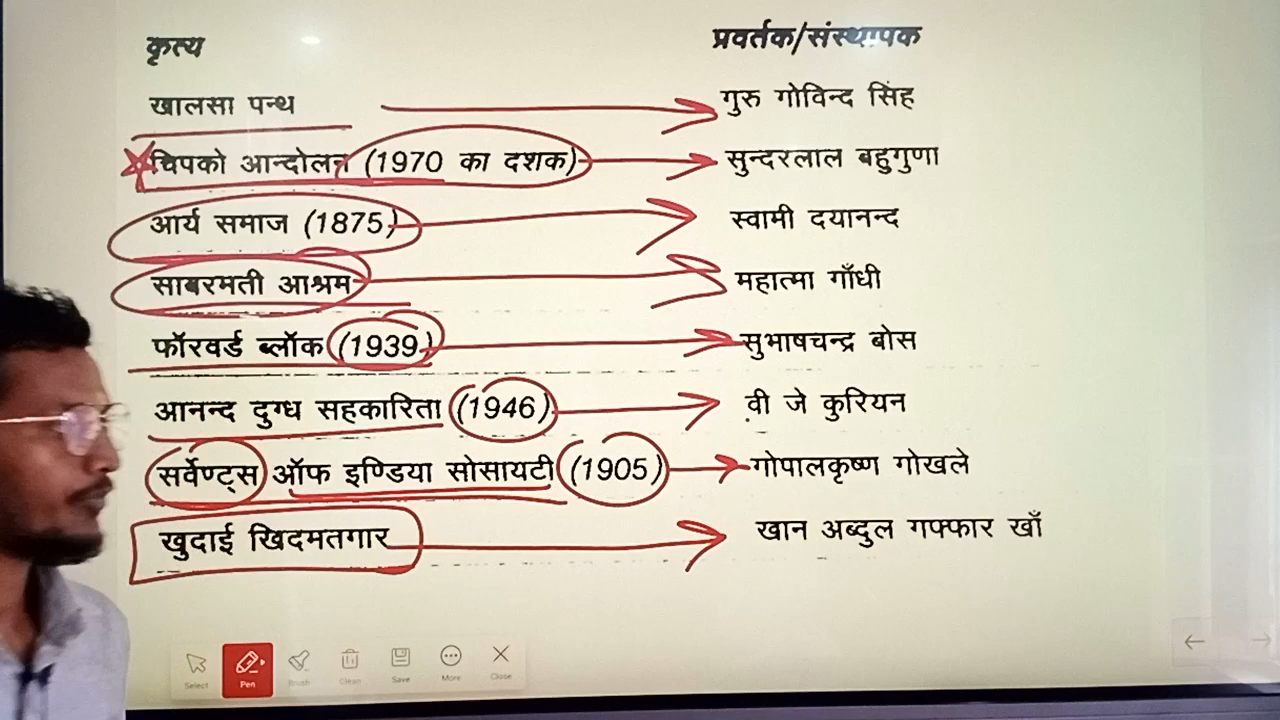 कृत्य प्रवर्तक/संस्थापक
खालसा पन्थ गुरु गोविन्द सिंह
चिपको आन्दोलन (1970 का दशक) सुन्दरलाल बहुगुणा
आर्य समाज (1875) स्वामी दयानन्द
साबरमती आश्रम महात्मा गाँधी
फॉरवर्ड ब्लॉक (1939) सुभाषचन्द्र बोस
आनन्द दुग्ध सहकारिता (1946) वी जे कुरियन
सर्वेण्ट्स ऑफ इण्डिया सोसायटी (1905) गोपालकृष्ण गोखले
खुदाई खिदमतगार खान अब्दुल गफ्फार खाँ
Select Pen Brush Clean Save More Close